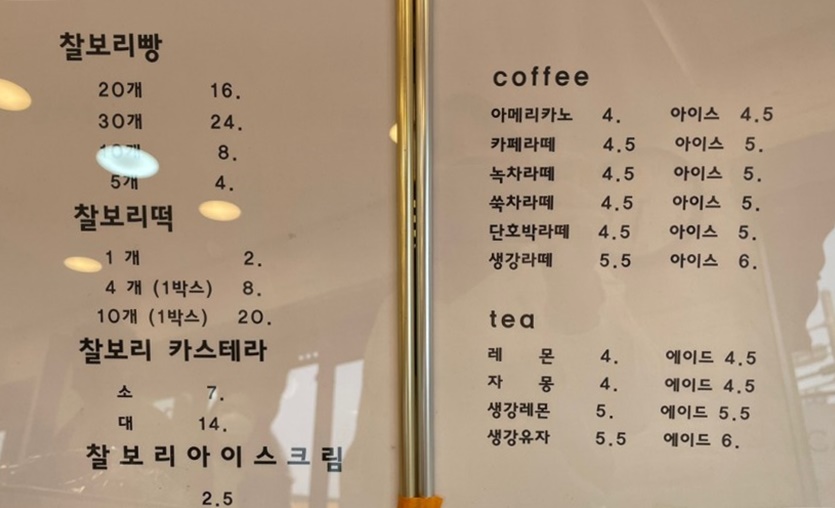 찰보리빵
20개 16.
30개 24.
10개 8.
5개 4.
찰보리떡
1 개 2.
4 개 (1박스) 8.
10개 (1박스) 20.
찰보리 카스테라
소 7.
대 14.
찰보리아이스크림
2.5
coffee
아메리카노 4. 아이스 4.5
카페라떼 4.5 아이스 5.
녹차라떼 4.5 아이스 5.
쑥차라떼 4.5 아이스 5.
단호박라떼 4.5 아이스 5.
생강라떼 5.5 아이스 6.
tea
레 몬 4. 에이드 4.5
자 몽 4. 에이드 4.5
생강레몬 5. 에이드 5.5
생강유자 5.5 에이드 6.